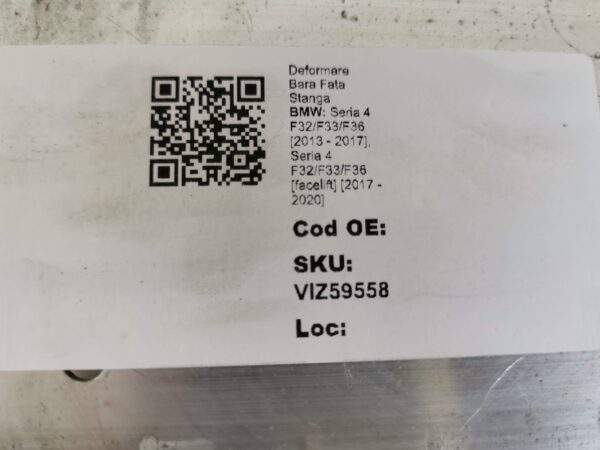 Deformare
Bara Fata
Stanga
BMW: Seria 4
F32/F33/F36
[2013 - 2017],
Seria 4
F32/F33/F36
[facelift] [2017 -
2020]
Cod OE:
SKU:
VIZ59558
Loc: